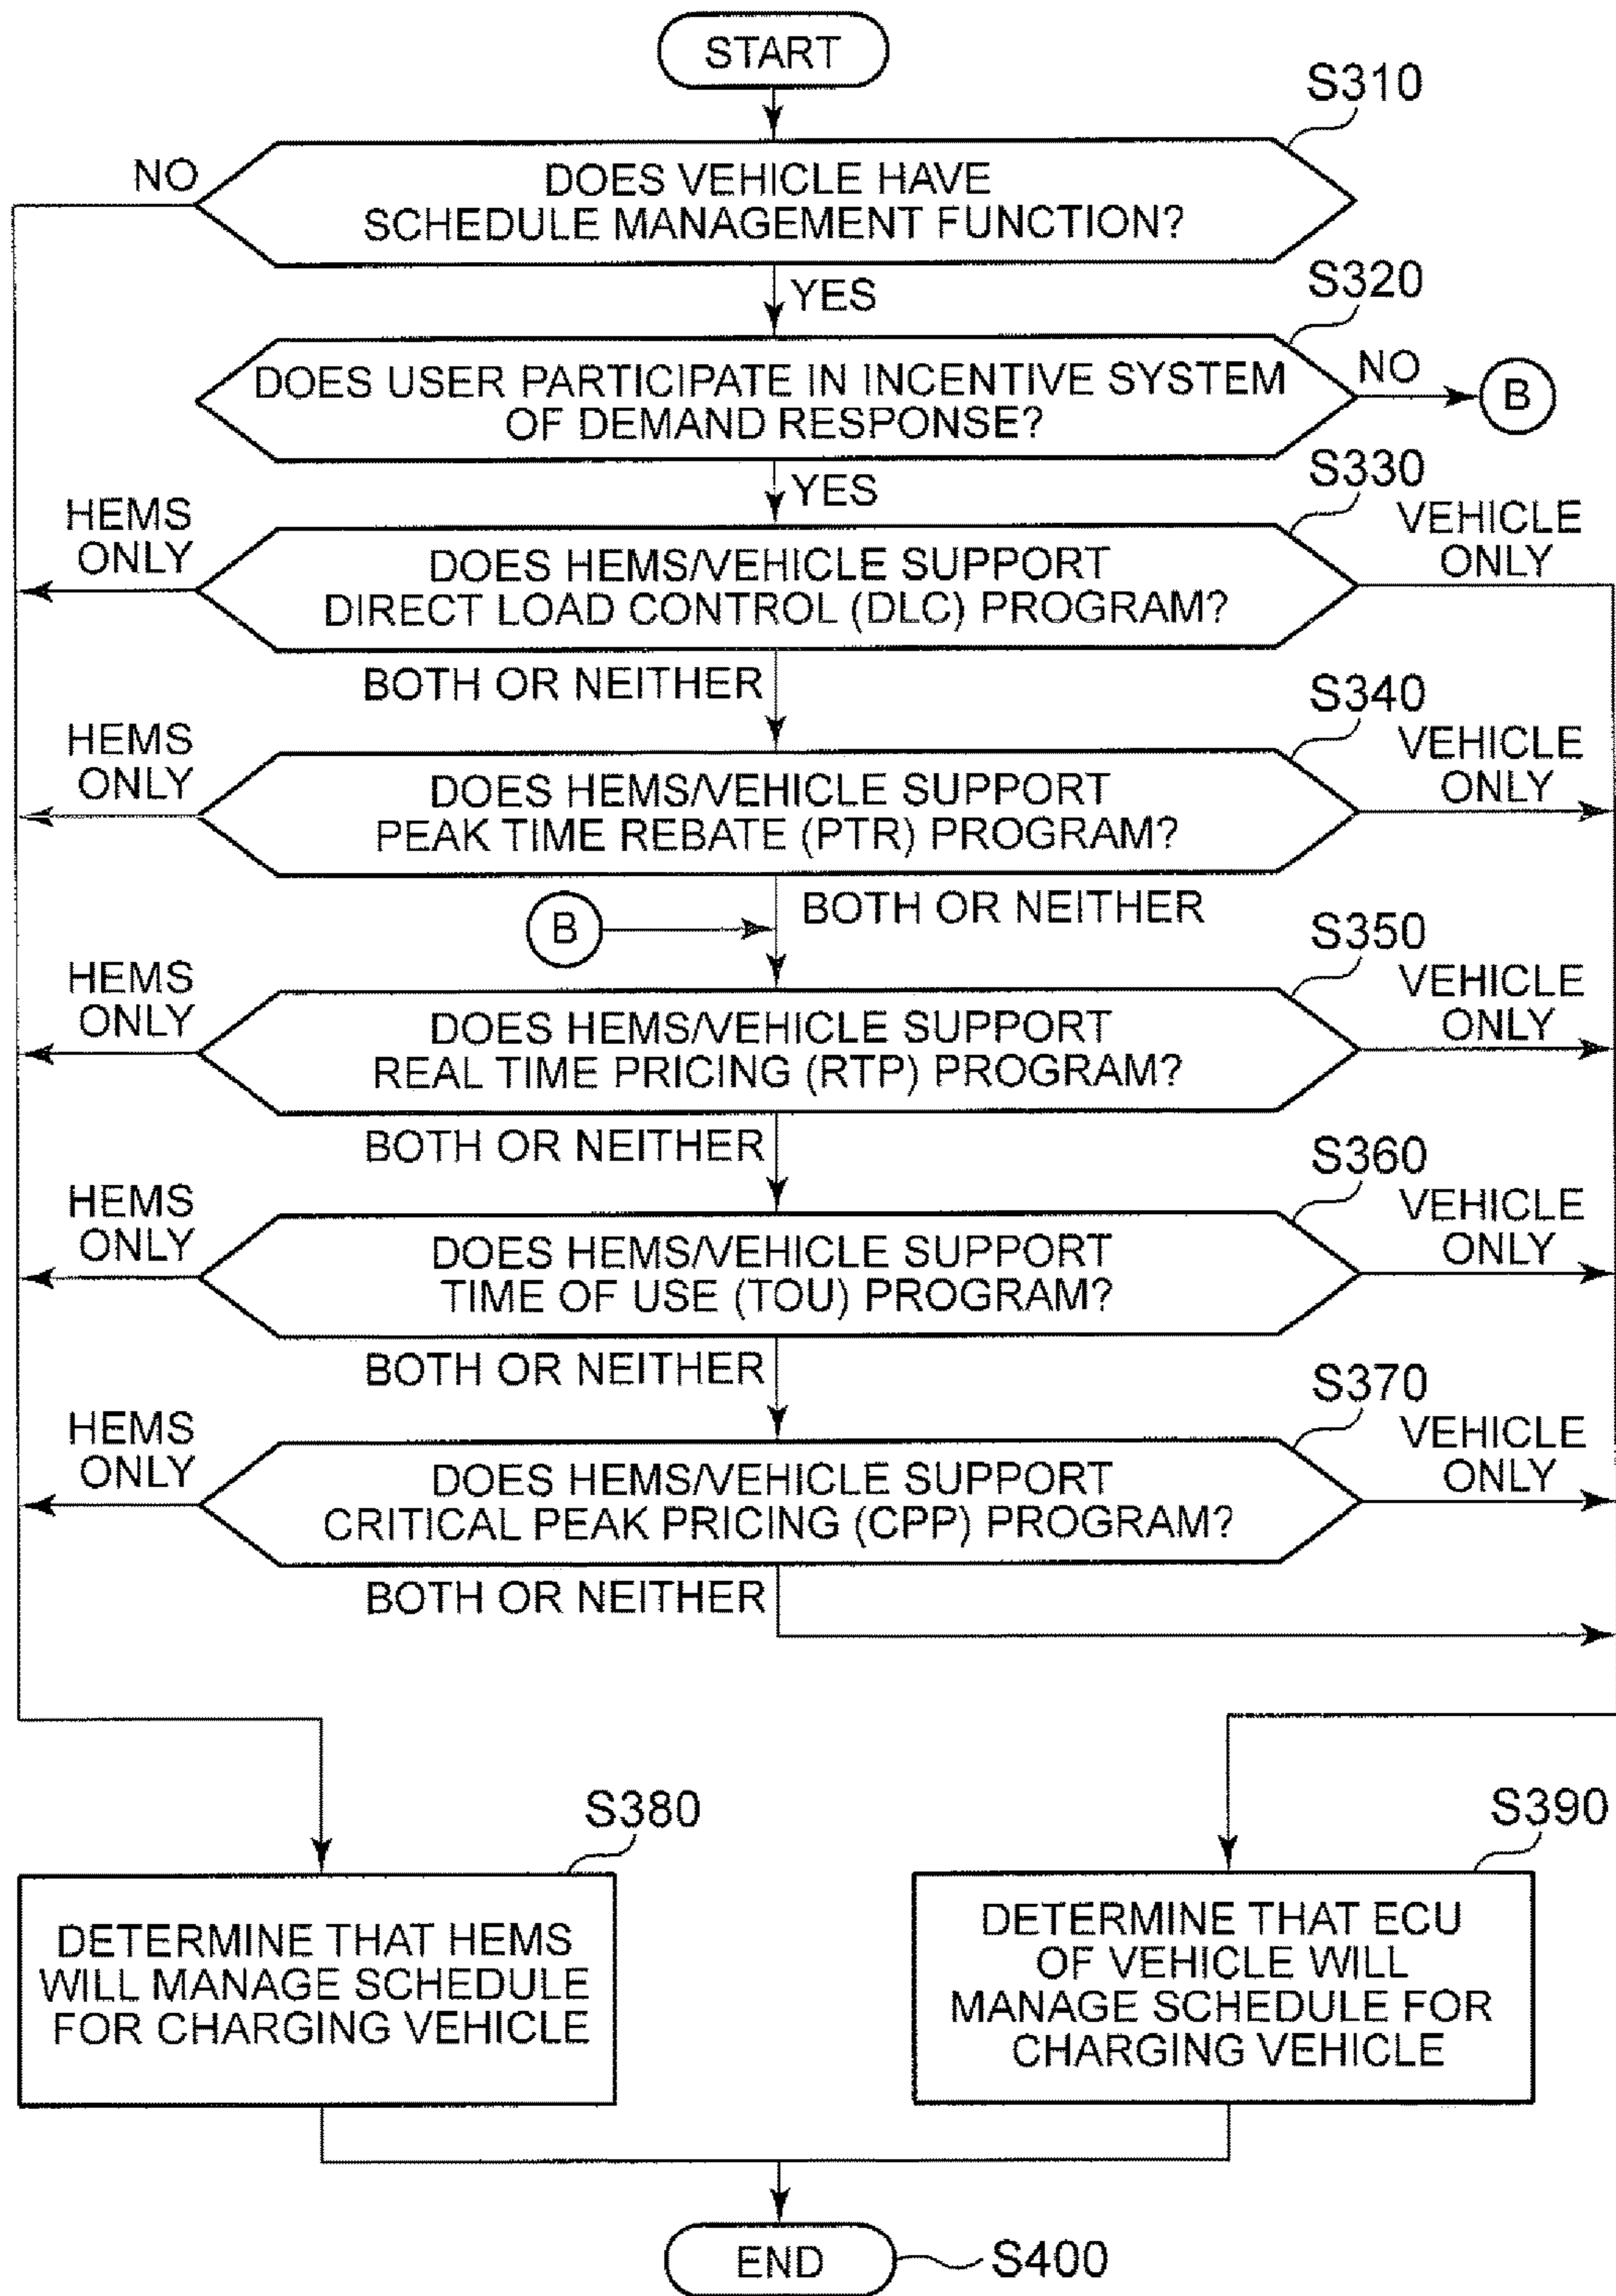 START
S310
NO
DOES VEHICLE HAVE
SCHEDULE MANAGEMENT FUNCTION?
YES
S320
DOES USER PARTICIPATE IN INCENTIVE SYSTEM
OF DEMAND RESPONSE?
NO
B
YES
S330
HEMS
ONLY
DOES HEMS/VEHICLE SUPPORT
DIRECT LOAD CONTROL (DLC) PROGRAM?
VEHICLE
ONLY
BOTH OR NEITHER
S340
HEMS
ONLY
DOES HEMS/VEHICLE SUPPORT
PEAK TIME REBATE (PTR) PROGRAM?
VEHICLE
ONLY
BOTH OR NEITHER
B
S350
HEMS
ONLY
DOES HEMS/VEHICLE SUPPORT
REAL TIME PRICING (RTP) PROGRAM?
VEHICLE
ONLY
BOTH OR NEITHER
S360
HEMS
ONLY
DOES HEMS/VEHICLE SUPPORT
TIME OF USE (TOU) PROGRAM?
VEHICLE
ONLY
BOTH OR NEITHER
S370
HEMS
ONLY
DOES HEMS/VEHICLE SUPPORT
CRITICAL PEAK PRICING (CPP) PROGRAM?
VEHICLE
ONLY
BOTH OR NEITHER
S380
DETERMINE THAT HEMS
WILL MANAGE SCHEDULE
FOR CHARGING VEHICLE
S390
DETERMINE THAT ECU
OF VEHICLE WILL
MANAGE SCHEDULE FOR
CHARGING VEHICLE
END
S400